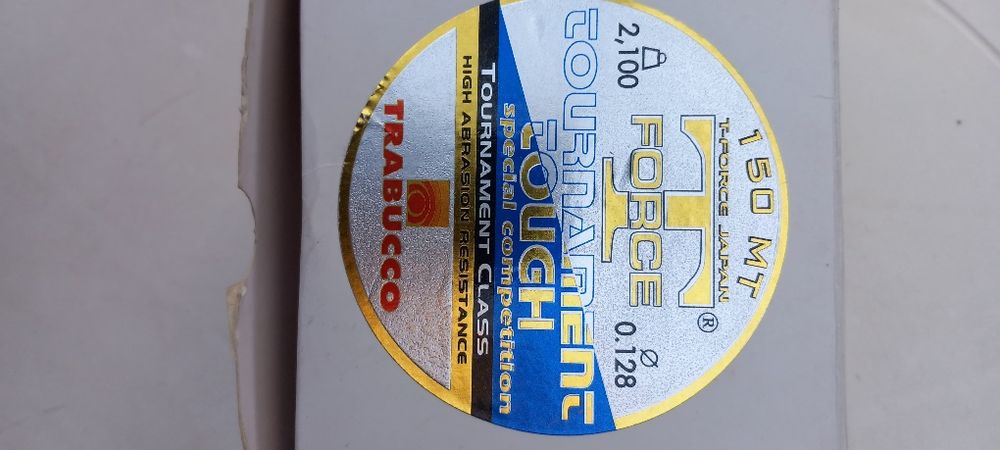 150 MT
T-FORCE JAPAN
T
FORCE
®
2,100
Ø 0.128
TOURNAMENT
TOUGH
special competition
TOURNAMENT CLASS
HIGH ABRASION RESISTANCE
TRABUCCO